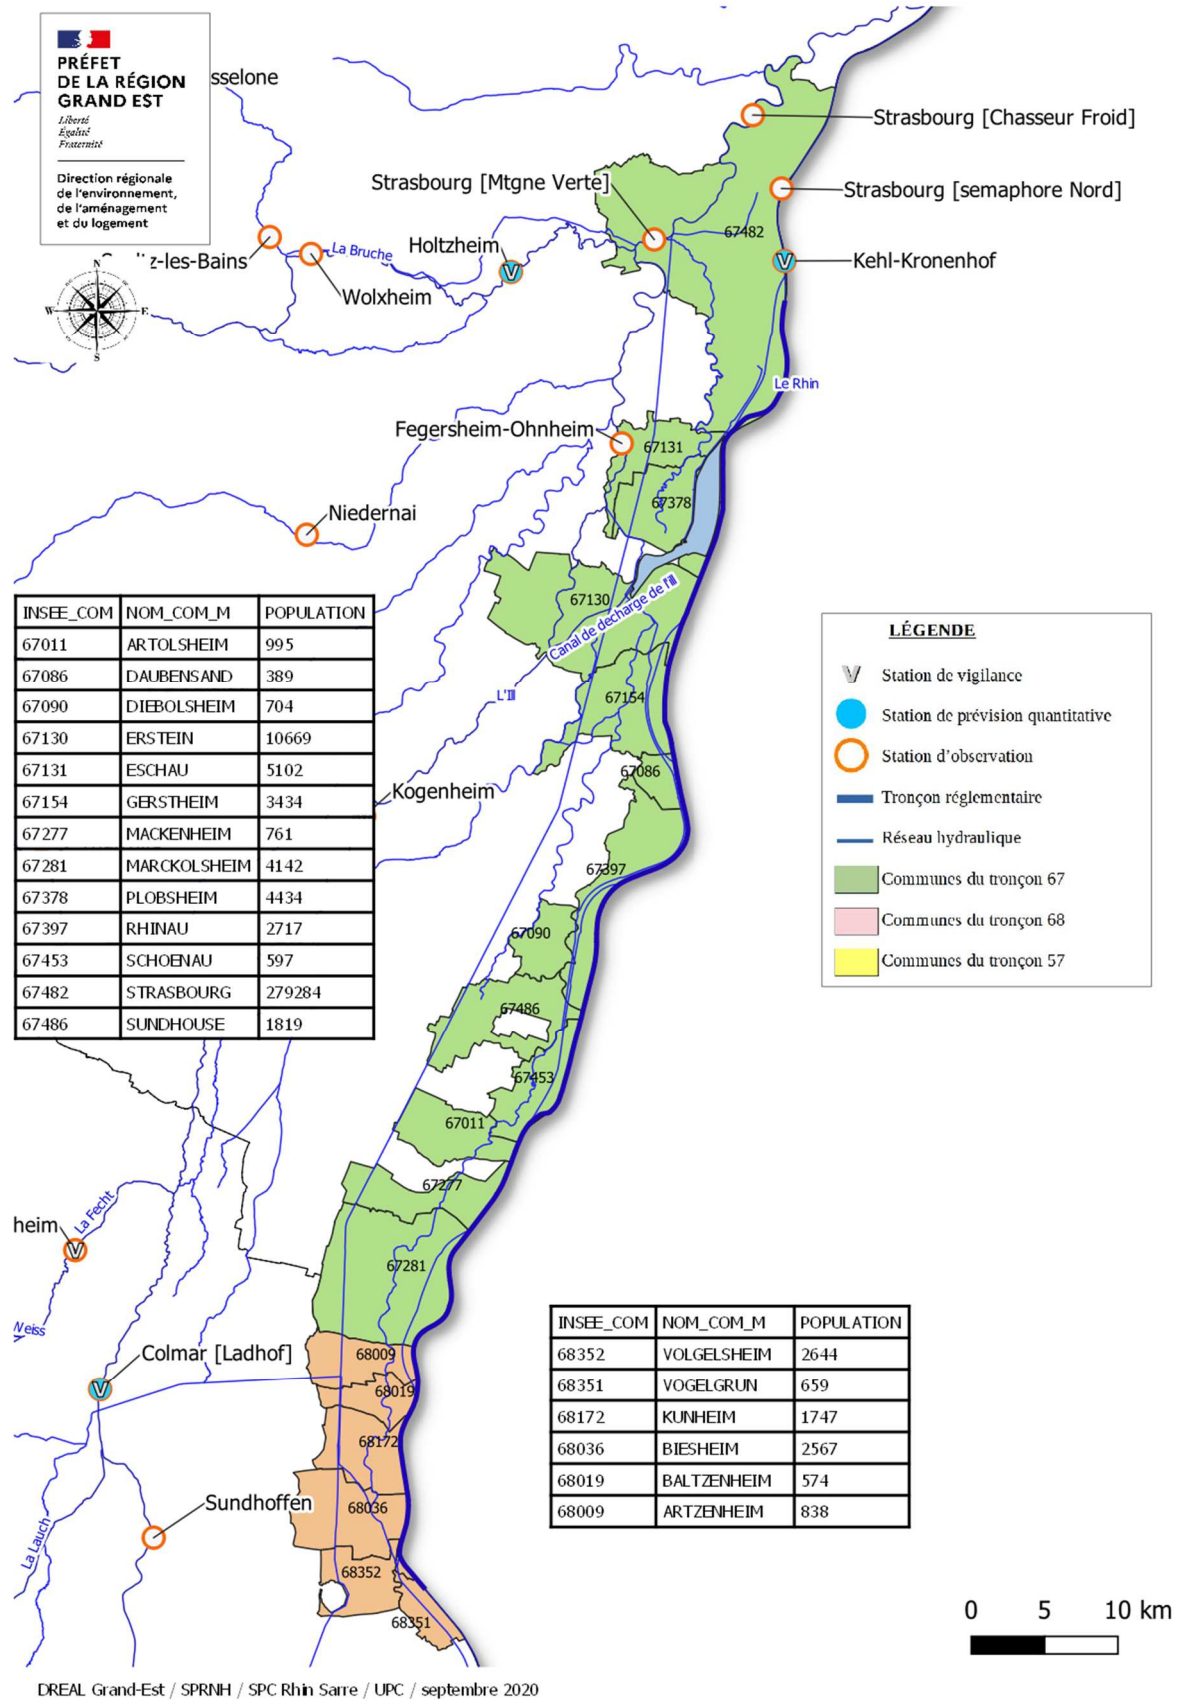 PRÉFET
DE LA RÉGION
GRAND EST
Liberté
Égalité
Fraternité
Direction régionale
de l'environnement,
de l'aménagement
et du logement
sselone
Strasbourg [Chasseur Froid]
Strasbourg [Mtgne Verte]
Strasbourg [semaphore Nord]
67482
Holtzheim
La Bruche
z-les-Bains
Kehl-Kronenhof
Wolxheim
N
W
E
S
Le Rhin
Fegersheim-Ohnheim
67131
67378
Niedernai
67130
Canal de decharge de l'ill
L'Ill
67154
67086
Kogenheim
67397
67090
67486
67453
67011
67277
67281
INSEE_COM NOM_COM_M POPULATION
67011 ARTOLSHEIM 995
67086 DAUBENSAND 389
67090 DIEBOLSHEIM 704
67130 ERSTEIN 10669
67131 ESCHAU 5102
67154 GERSTHEIM 3434
67277 MACKENHEIM 761
67281 MARCKOLSHEIM 4142
67378 PLOBSHEIM 4434
67397 RHINAU 2717
67453 SCHOENAU 597
67482 STRASBOURG 279284
67486 SUNDHOUSE 1819
LÉGENDE
V Station de vigilance
Station de prévision quantitative
Station d'observation
Tronçon réglementaire
Réseau hydraulique
Communes du tronçon 67
Communes du tronçon 68
Communes du tronçon 57
La Fecht
heim
Weiss
Colmar [Ladhof]
68009
68019
68172
68036
68352
68351
Sundhoffen
La Lauch
INSEE_COM NOM_COM_M POPULATION
68352 VOLGELSHEIM 2644
68351 VOGELGRUN 659
68172 KUNHEIM 1747
68036 BIESHEIM 2567
68019 BALTZENHEIM 574
68009 ARTZENHEIM 838
0 5 10 km
DREAL Grand-Est / SPRNH / SPC Rhin Sarre / UPC / septembre 2020